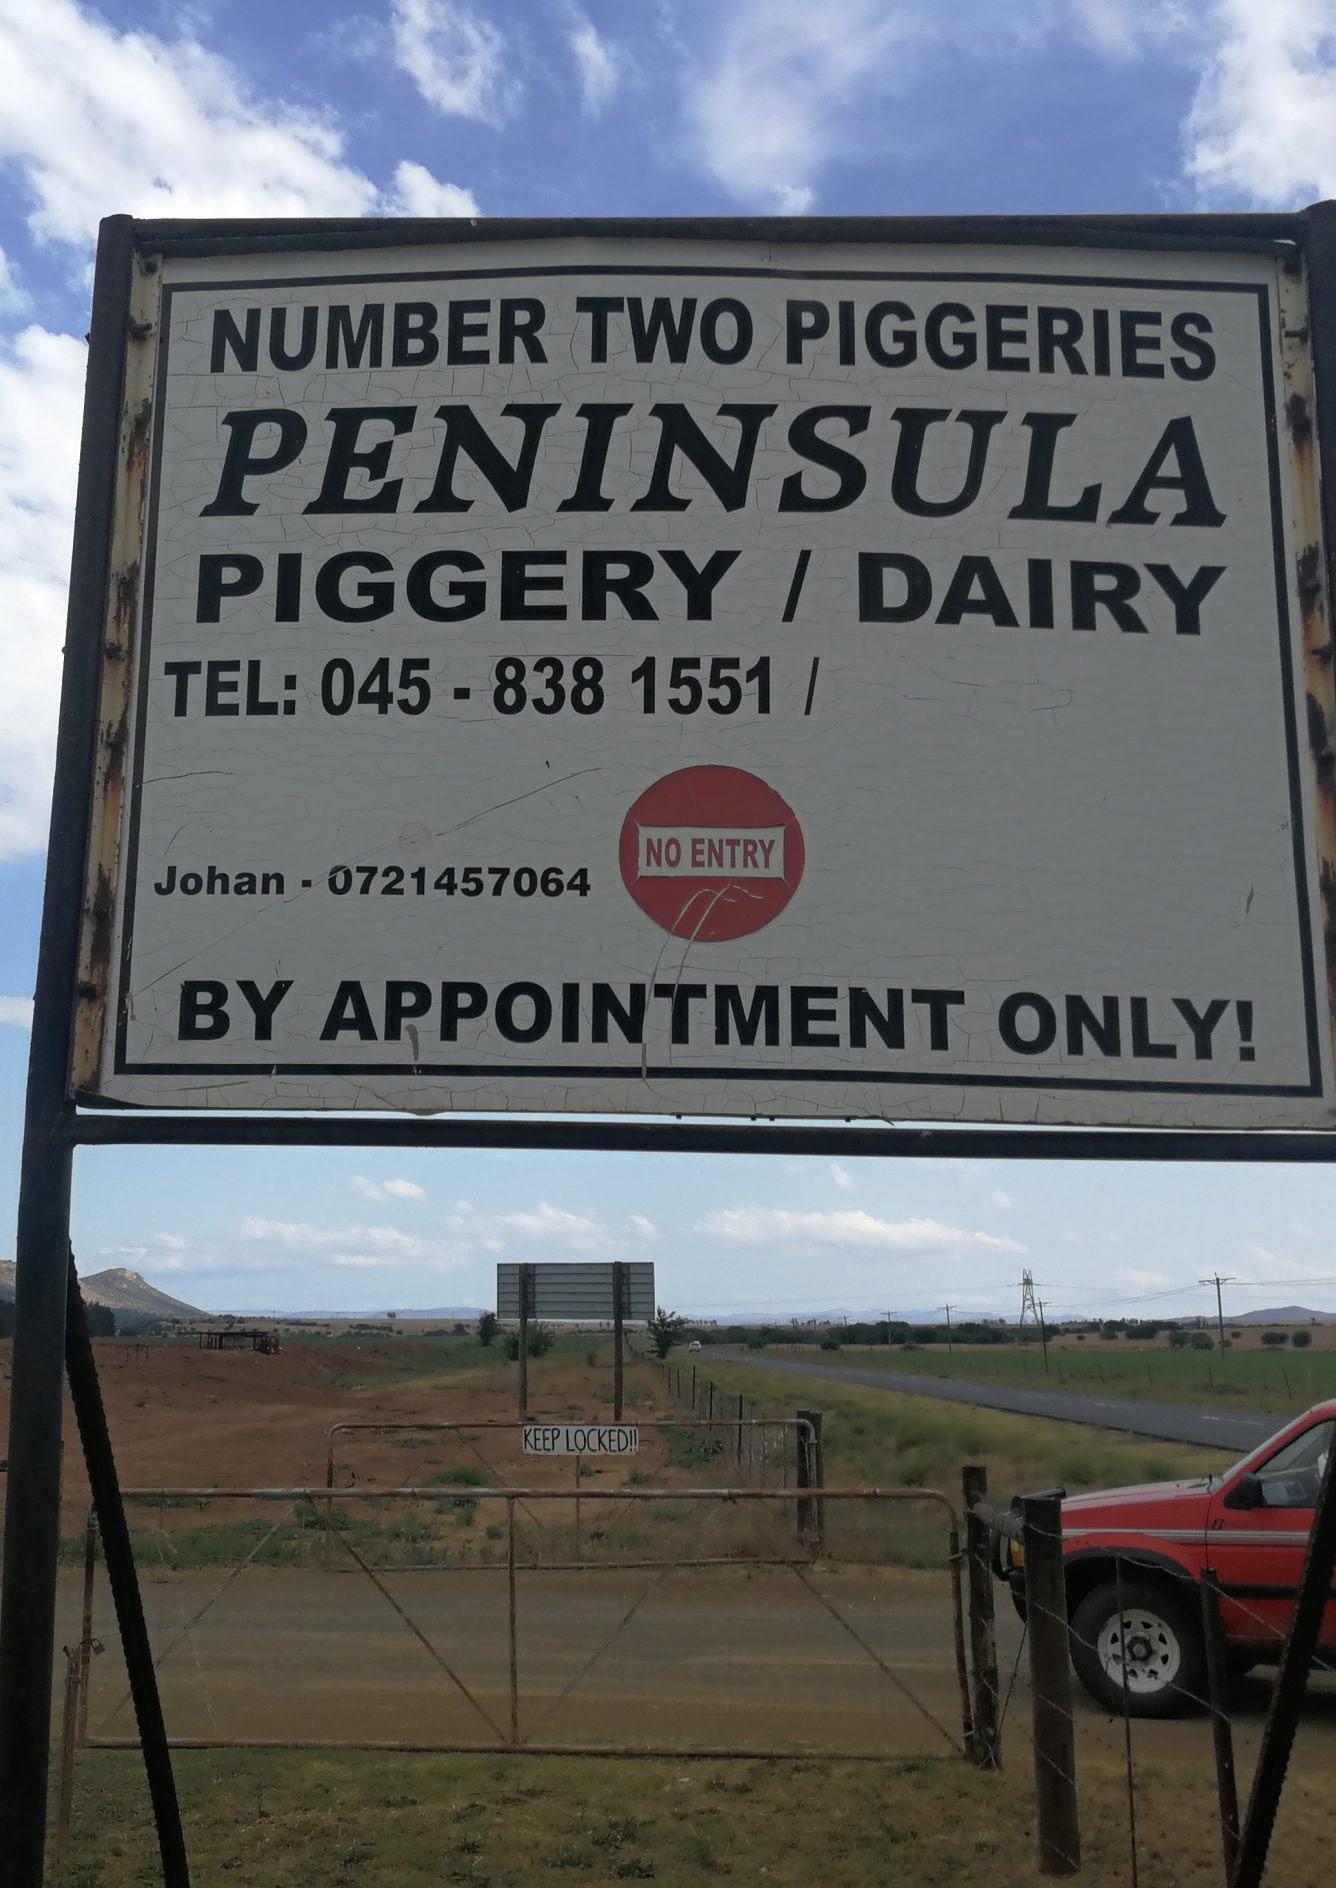 NUMBER TWO PIGGERIES
PENINSULA
PIGGERY / DAIRY
TEL: 045 - 838 1551 /
NO ENTRY
Johan - 0721457064
BY APPOINTMENT ONLY!
KEEP LOCKED!!